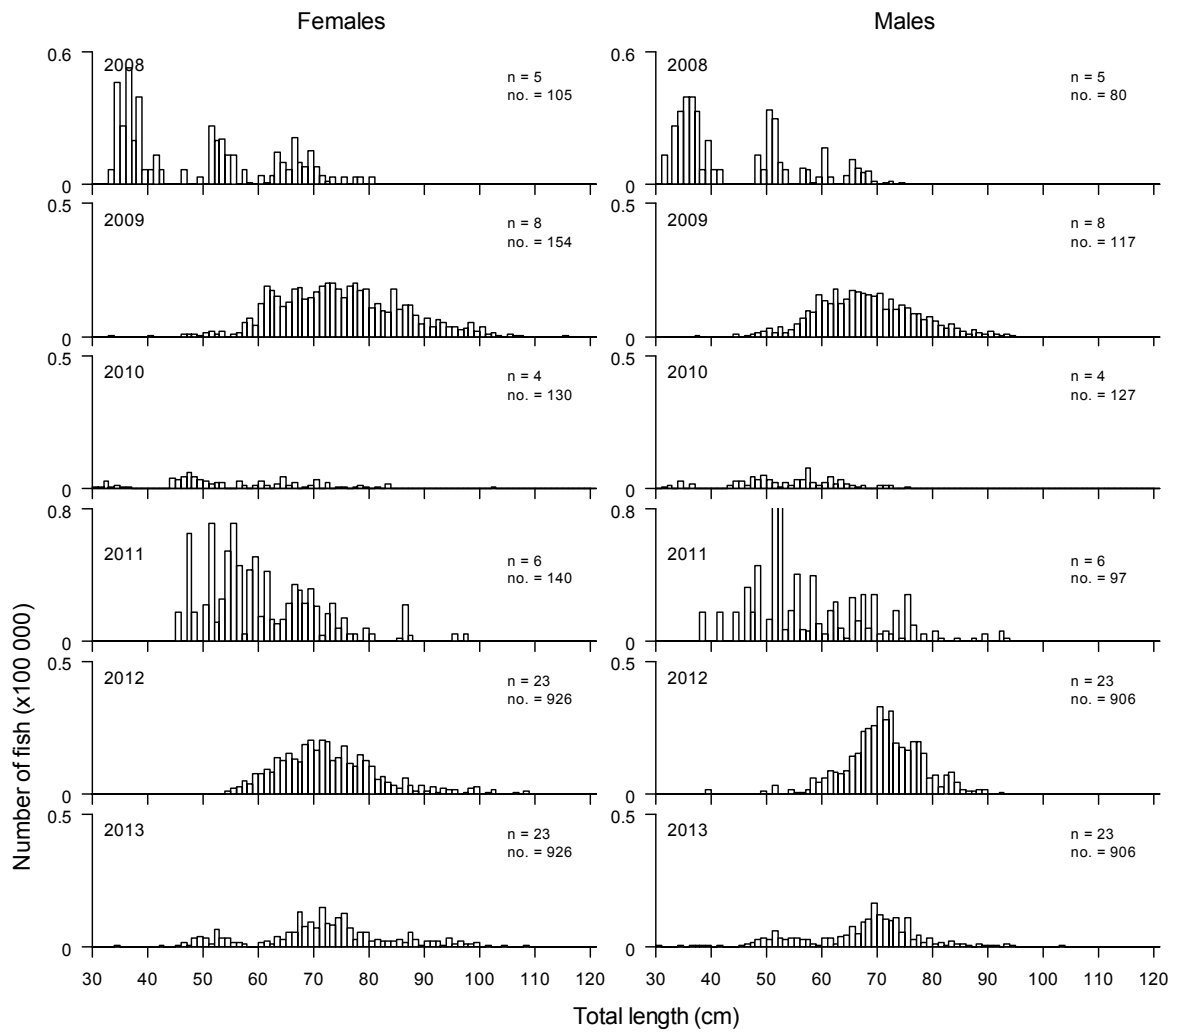 Females Males
0.6 2008 n = 5 no. = 105 0
0.6 2008 n = 5 no. = 80 0
0.5 2009 n = 8 no. = 154 0
0.5 2009 n = 8 no. = 117 0
0.5 2010 n = 4 no. = 130 0
0.5 2010 n = 4 no. = 127 0
0.8 2011 n = 6 no. = 140 0
0.8 2011 n = 6 no. = 97 0
0.5 2012 n = 23 no. = 926 0
0.5 2012 n = 23 no. = 906 0
0.5 2013 n = 23 no. = 926 0
0.5 2013 n = 23 no. = 906 0
30 40 50 60 70 80 90 100 110 120 30 40 50 60 70 80 90 100 110 120
Number of fish (x100 000)
Total length (cm)